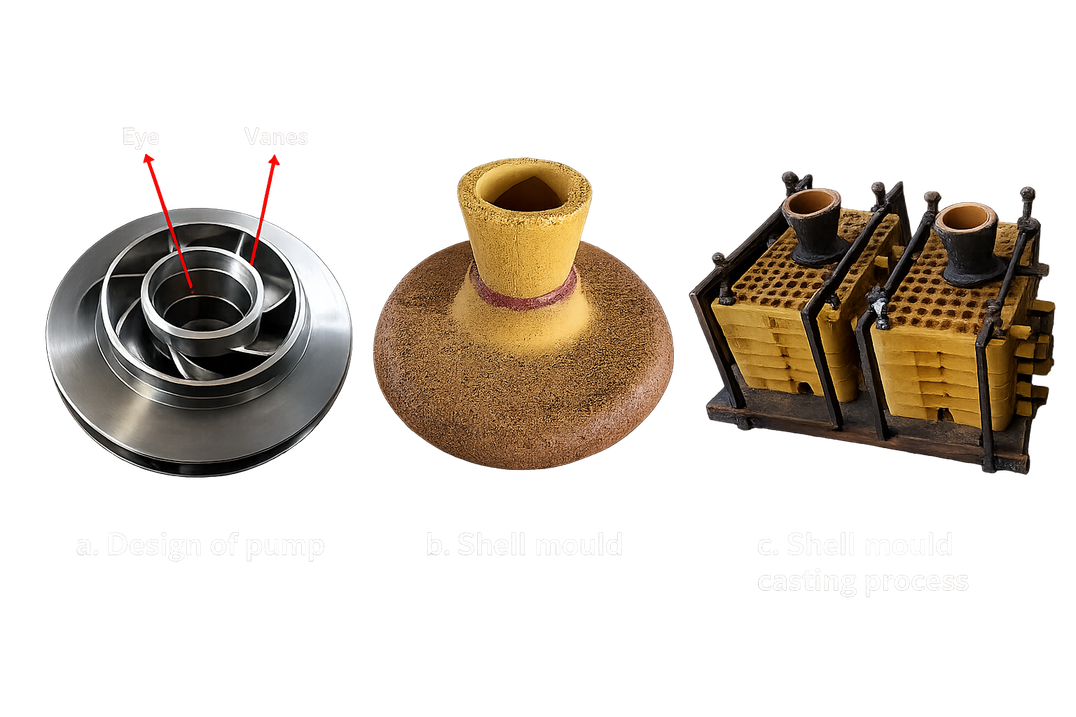 Eye
Vanes
a. Design of pump
b. Shell mould
c. Shell mould
casting process